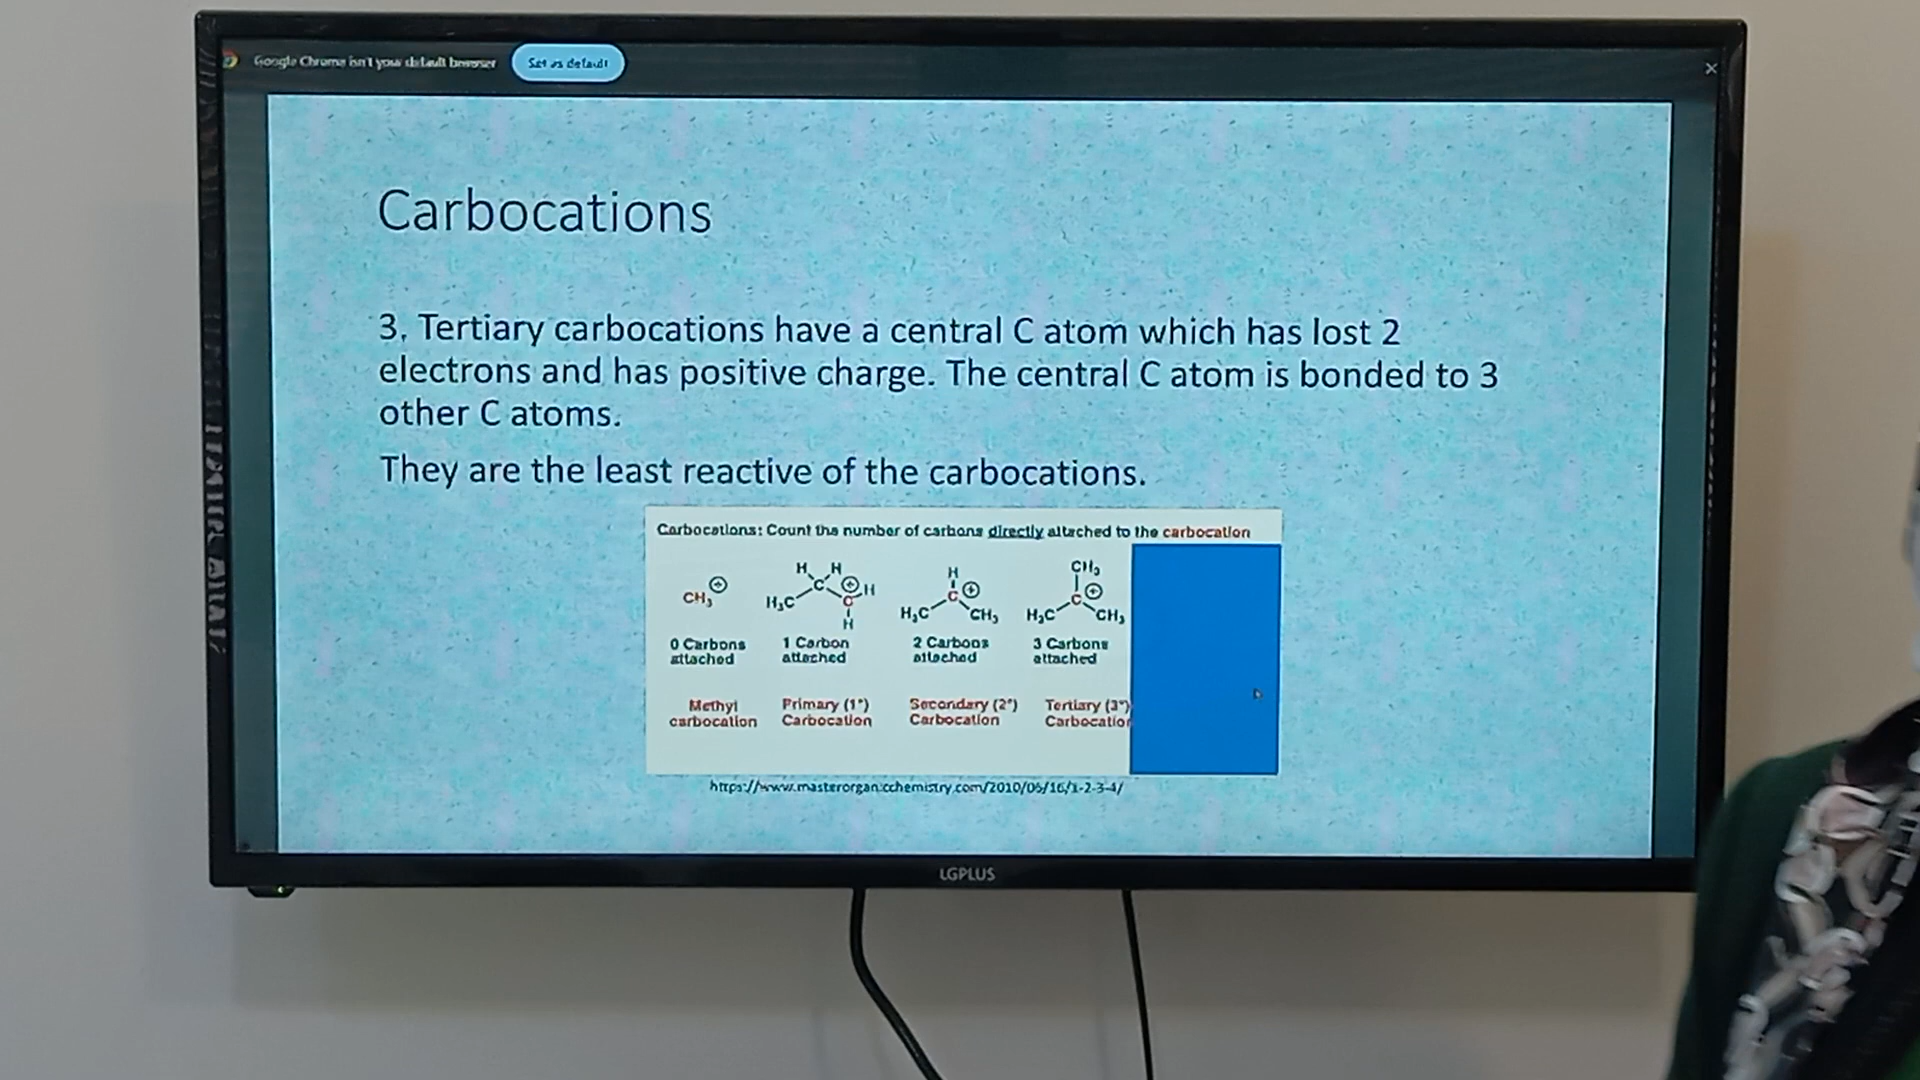 Google Chrome isn't your default browser Set as default
Carbocations
3. Tertiary carbocations have a central C atom which has lost 2
electrons and has positive charge. The central C atom is bonded to 3
other C atoms.
They are the least reactive of the carbocations.
Carbocations: Count the number of carbons directly attached to the carbocation
CH₃ ⊕
H H C ⊕ H H₃C C H
H C ⊕ H₃C CH₃
CH₃ C ⊕ H₃C CH₃
0 Carbons
attached
1 Carbon
attached
2 Carbons
attached
3 Carbons
attached
Methyl
carbocation
Primary (1°)
Carbocation
Secondary (2°)
Carbocation
Tertiary (3°)
Carbocation
https://www.masterorganicchemistry.com/2010/06/16/1-2-3-4/
LGPLUS